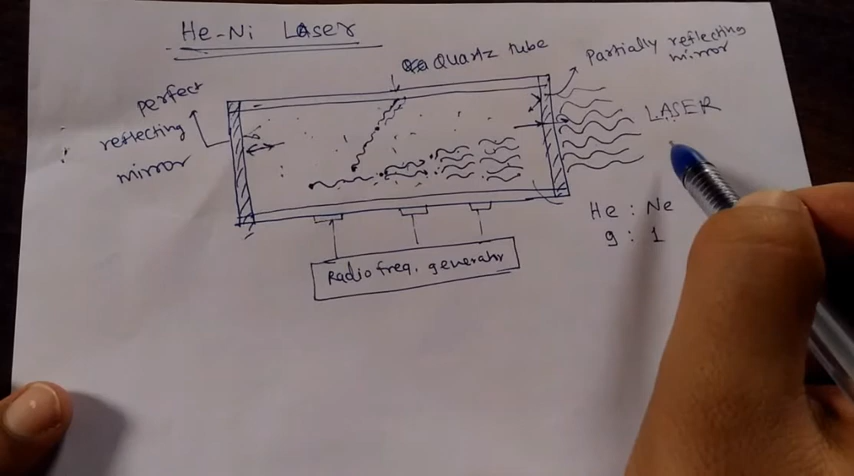 He-Ni Laser
Quartz tube
Partially reflecting
mirror
perfect
reflecting
mirror
LASER
He : Ne
9 : 1
Radio freq. generator